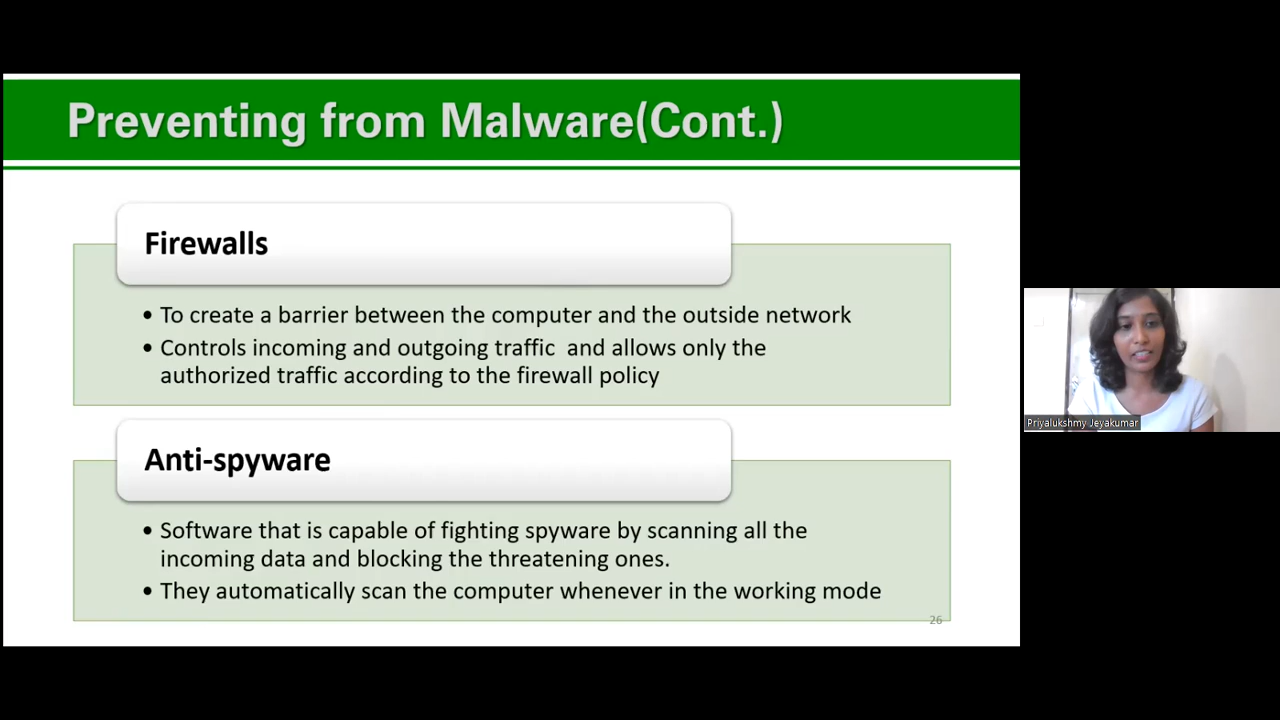 Preventing from Malware(Cont.)
Firewalls
• To create a barrier between the computer and the outside network
• Controls incoming and outgoing traffic  and allows only the
authorized traffic according to the firewall policy
Anti-spyware
• Software that is capable of fighting spyware by scanning all the
incoming data and blocking the threatening ones.
• They automatically scan the computer whenever in the working mode
26
Priyalukshmy Jeyakumar